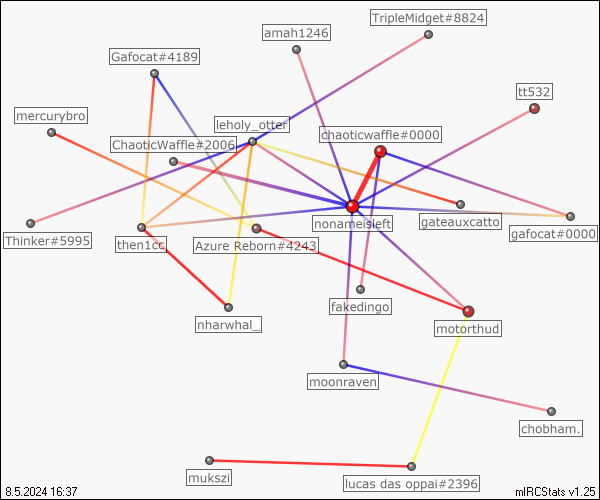 TripleMidget#8824
amah1246
Gafocat#4189
tt532
mercurybro
leholy_otter
chaoticwaffle#0000
ChaoticWaffle#2006
nonameisleft
gateauxcatto
gafocat#0000
Thinker#5995
then1cc
Azure Reborn#4243
fakedingo
nharwhal_
motorthud
moonraven
chobham.
mukszi
lucas das oppai#2396
8.5.2024 16:37
mIRCStats v1.25